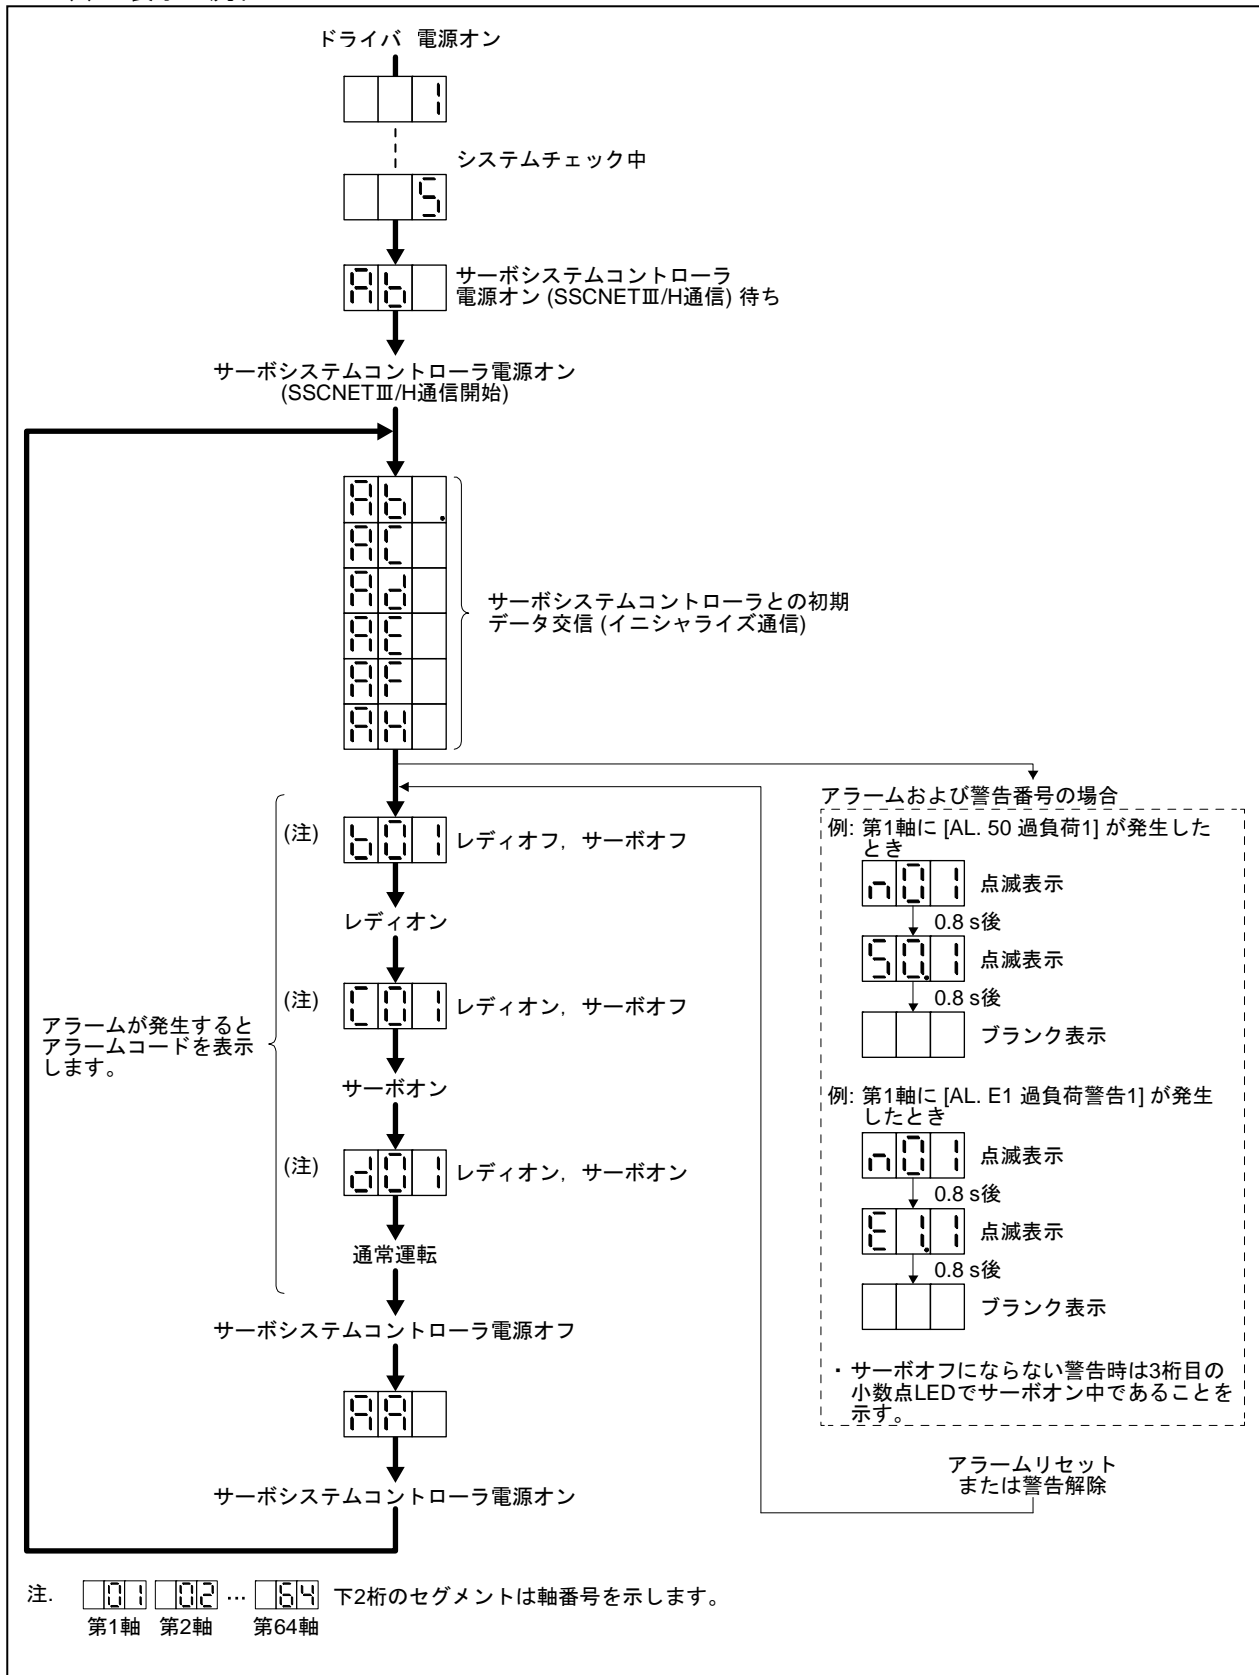 ドライバ 電源オン
1
システムチェック中
5
Ab
サーボシステムコントローラ
電源オン (SSCNETⅢ/H通信) 待ち
サーボシステムコントローラ電源オン
(SSCNETⅢ/H通信開始)
Ab.
AC
Ad
AE
AF
AH
サーボシステムコントローラとの初期
データ交信 (イニシャライズ通信)
アラームが発生すると
アラームコードを表示
します。
(注) b01 レディオフ, サーボオフ
レディオン
(注) C01 レディオン, サーボオフ
サーボオン
(注) d01 レディオン, サーボオン
通常運転
サーボシステムコントローラ電源オフ
AA
サーボシステムコントローラ電源オン
アラームおよび警告番号の場合
例: 第1軸に [AL. 50 過負荷1] が発生した
とき
n01 点滅表示
0.8 s後
50.1 点滅表示
0.8 s後
ブランク表示
例: 第1軸に [AL. E1 過負荷警告1] が発生
したとき
n01 点滅表示
0.8 s後
E1.1 点滅表示
0.8 s後
ブランク表示
・サーボオフにならない警告時は3桁目の
小数点LEDでサーボオン中であることを
示す。
アラームリセット
または警告解除
注. 01 02 … 64 下2桁のセグメントは軸番号を示します。
第1軸 第2軸 第64軸